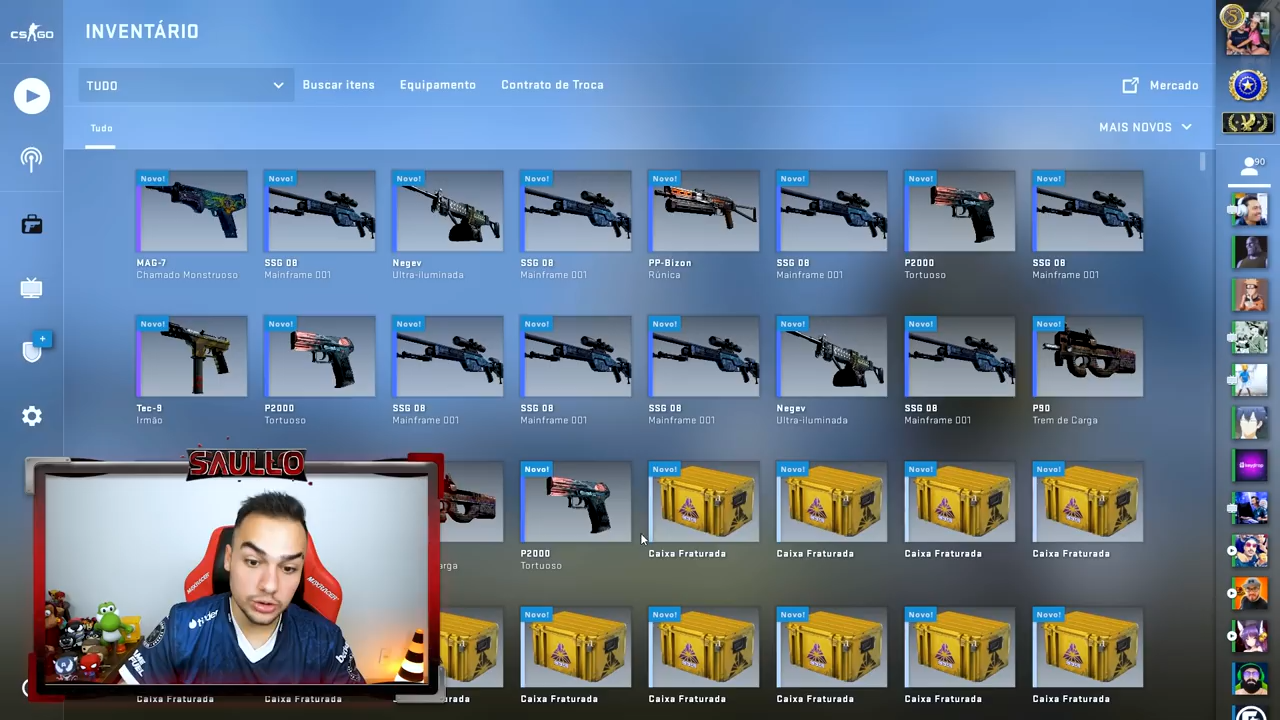 CS:GO
INVENTÁRIO
TUDO
Buscar itens
Equipamento
Contrato de Troca
Mercado
Tudo
MAIS NOVOS
90
Novo! Novo! Novo! Novo! Novo! Novo! Novo! Novo!
MAG-7 SSG 08 Negev SSG 08 PP-Bizon SSG 08 P2000 SSG 08
Chamado Monstruoso Mainframe 001 Ultra-iluminada Mainframe 001 Rúnica Mainframe 001 Tortuoso Mainframe 001
Novo! Novo! Novo! Novo! Novo! Novo! Novo! Novo!
Tec-9 P2000 SSG 08 SSG 08 SSG 08 Negev SSG 08 P90
Irmão Tortuoso Mainframe 001 Mainframe 001 Mainframe 001 Ultra-iluminada Mainframe 001 Trem de Carga
Novo! Novo! Novo! Novo! Novo!
P2000 Caixa Fraturada Caixa Fraturada Caixa Fraturada Caixa Fraturada
arga Tortuoso
Novo! Novo! Novo! Novo! Novo!
Caixa Fraturada Caixa Fraturada rada Caixa Fraturada Caixa Fraturada Caixa Fraturada Caixa Fraturada Caixa Fraturada
SAULLO